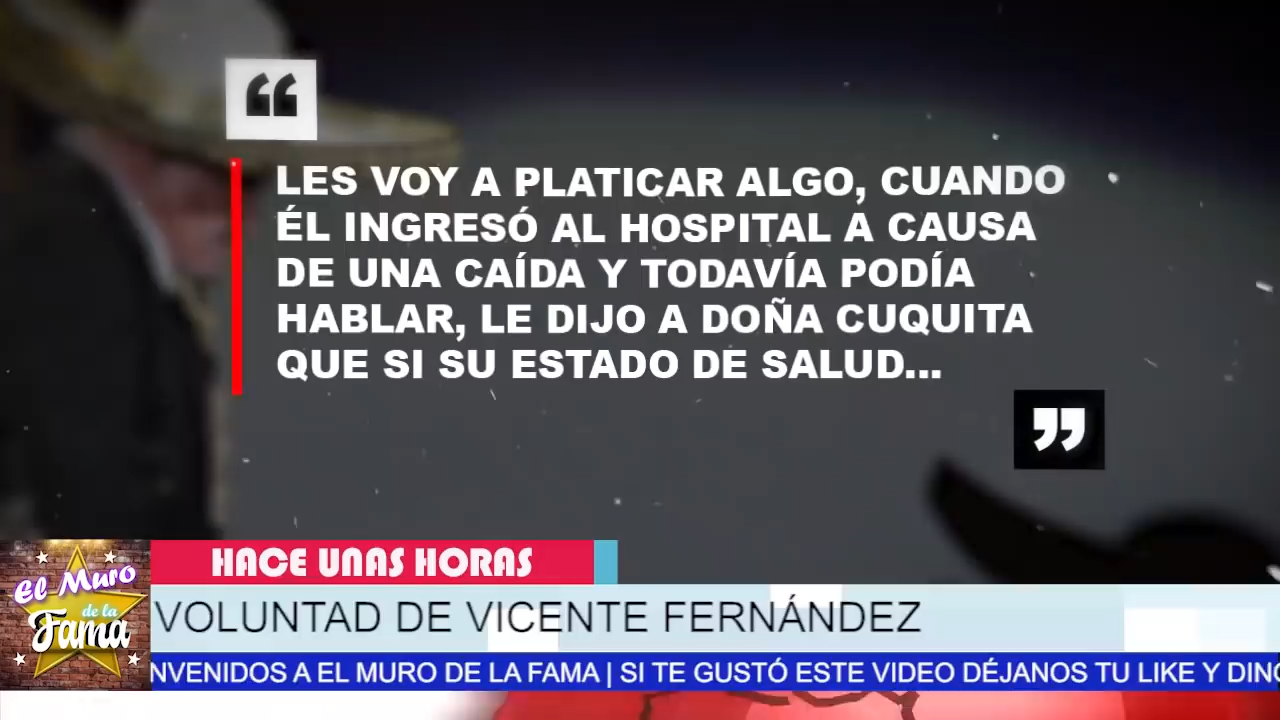 LES VOY A PLATICAR ALGO, CUANDO
ÉL INGRESÓ AL HOSPITAL A CAUSA
DE UNA CAÍDA Y TODAVÍA PODÍA
HABLAR, LE DIJO A DOÑA CUQUITA
QUE SI SU ESTADO DE SALUD...
HACE UNAS HORAS
VOLUNTAD DE VICENTE FERNÁNDEZ
El Muro
de la
Fama
NVENIDOS A EL MURO DE LA FAMA | SI TE GUSTÓ ESTE VIDEO DÉJANOS TU LIKE Y DIN